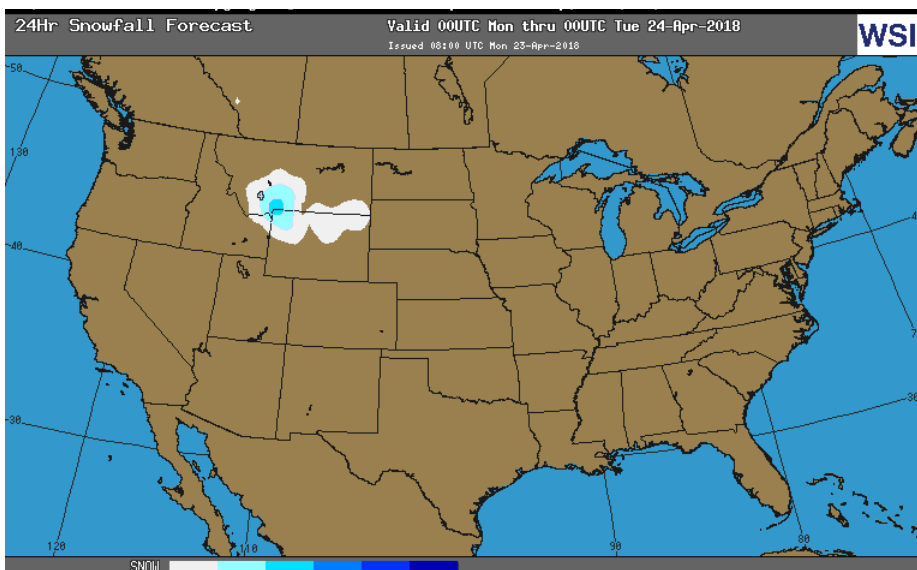 24Hr Snowfall Forecast
Valid 00UTC Mon thru 00UTC Tue 24-Apr-2018
Issued 08:00 UTC Mon 23-Apr-2018
WSI
50
130
40
30
120
110
90
80
SNOW